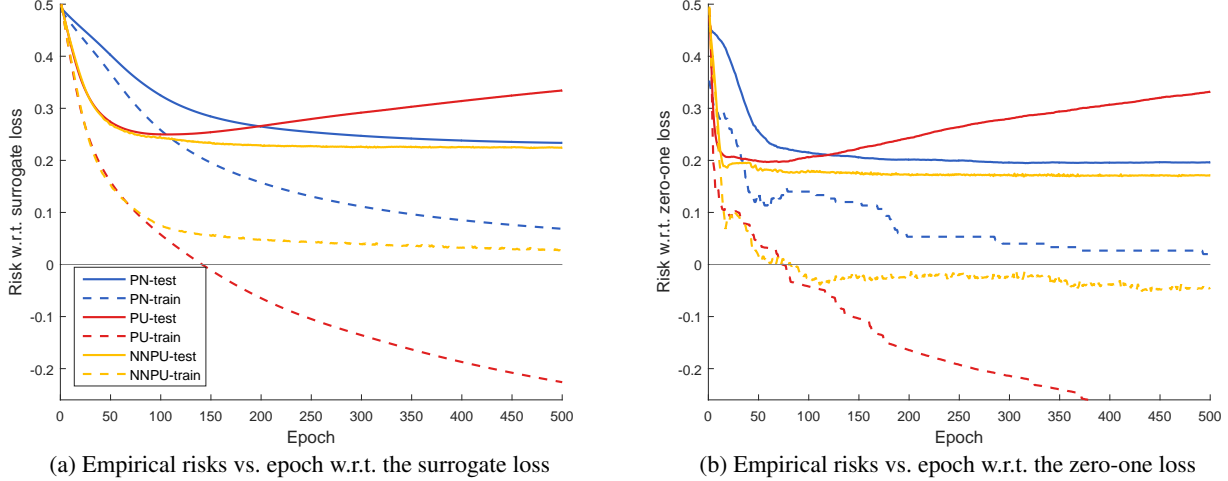 0.5
0.4
0.3
0.2
0.1
0
-0.1
-0.2
Risk w.r.t. surrogate loss
PN-test
PN-train
PU-test
PU-train
NNPU-test
NNPU-train
0 50 100 150 200 250 300 350 400 450 500
Epoch
(a) Empirical risks vs. epoch w.r.t. the surrogate loss
0.5
0.4
0.3
0.2
0.1
0
-0.1
-0.2
Risk w.r.t. zero-one loss
0 50 100 150 200 250 300 350 400 450 500
Epoch
(b) Empirical risks vs. epoch w.r.t. the zero-one loss